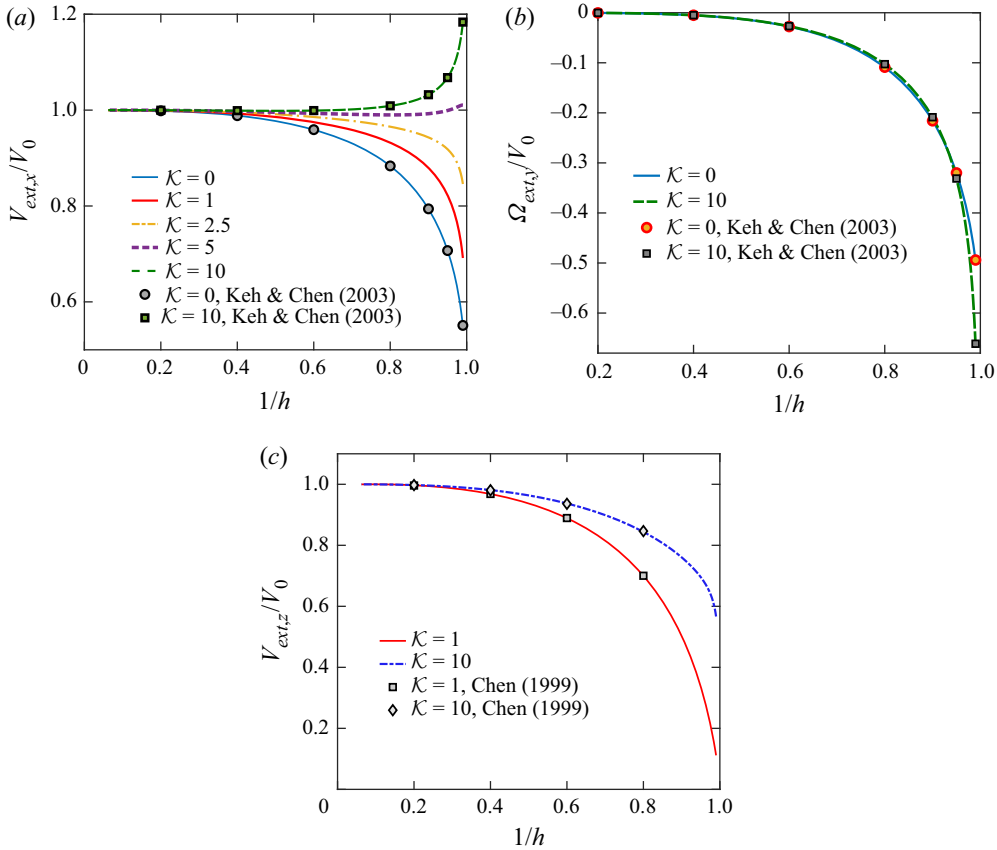 (a)
1.2
1.0
0.8
0.6
V_{ext,x}/V_0
𝒦 = 0
𝒦 = 1
𝒦 = 2.5
𝒦 = 5
𝒦 = 10
𝒦 = 0, Keh & Chen (2003)
𝒦 = 10, Keh & Chen (2003)
0 0.2 0.4 0.6 0.8 1.0
1/h
(b)
0
–0.1
–0.2
–0.3
–0.4
–0.5
–0.6
Ω_{ext,y}/V_0
𝒦 = 0
𝒦 = 10
𝒦 = 0, Keh & Chen (2003)
𝒦 = 10, Keh & Chen (2003)
0.2 0.4 0.6 0.8 1.0
1/h
(c)
1.0
0.8
0.6
0.4
0.2
V_{ext,z}/V_0
𝒦 = 1
𝒦 = 10
𝒦 = 1, Chen (1999)
𝒦 = 10, Chen (1999)
0 0.2 0.4 0.6 0.8 1.0
1/h